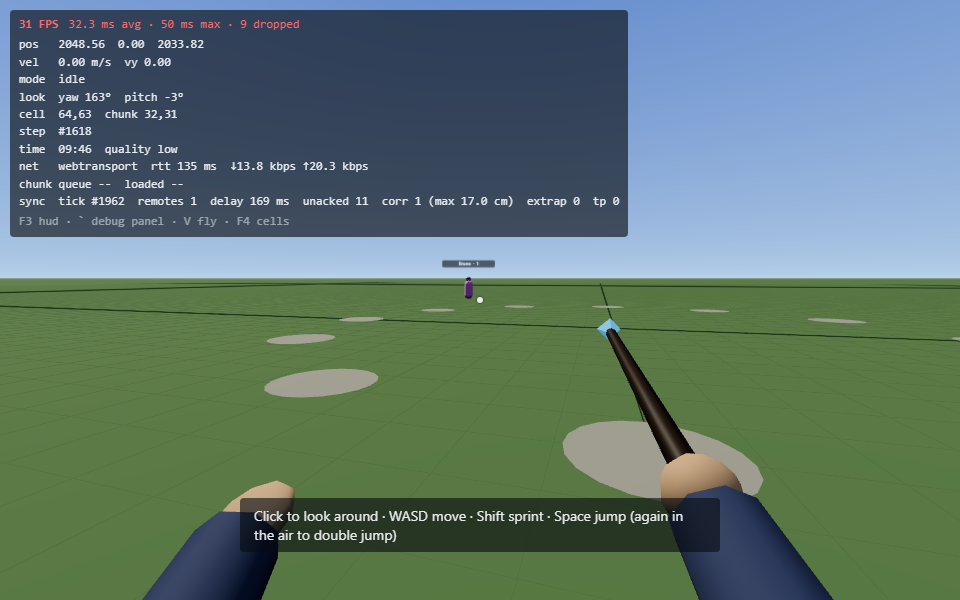 31 FPS 32.3 ms avg · 50 ms max · 9 dropped
pos 2048.56 0.00 2033.82
vel 0.00 m/s vy 0.00
mode idle
look yaw 163° pitch -3°
cell 64,63 chunk 32,31
step #1618
time 09:46 quality low
net webtransport rtt 135 ms ↓13.8 kbps ↑20.3 kbps
chunk queue -- loaded --
sync tick #1962 remotes 1 delay 169 ms unacked 11 corr 1 (max 17.0 cm) extrap 0 tp 0
F3 hud · ` debug panel · V fly · F4 cells
Click to look around · WASD move · Shift sprint · Space jump (again in
the air to double jump)